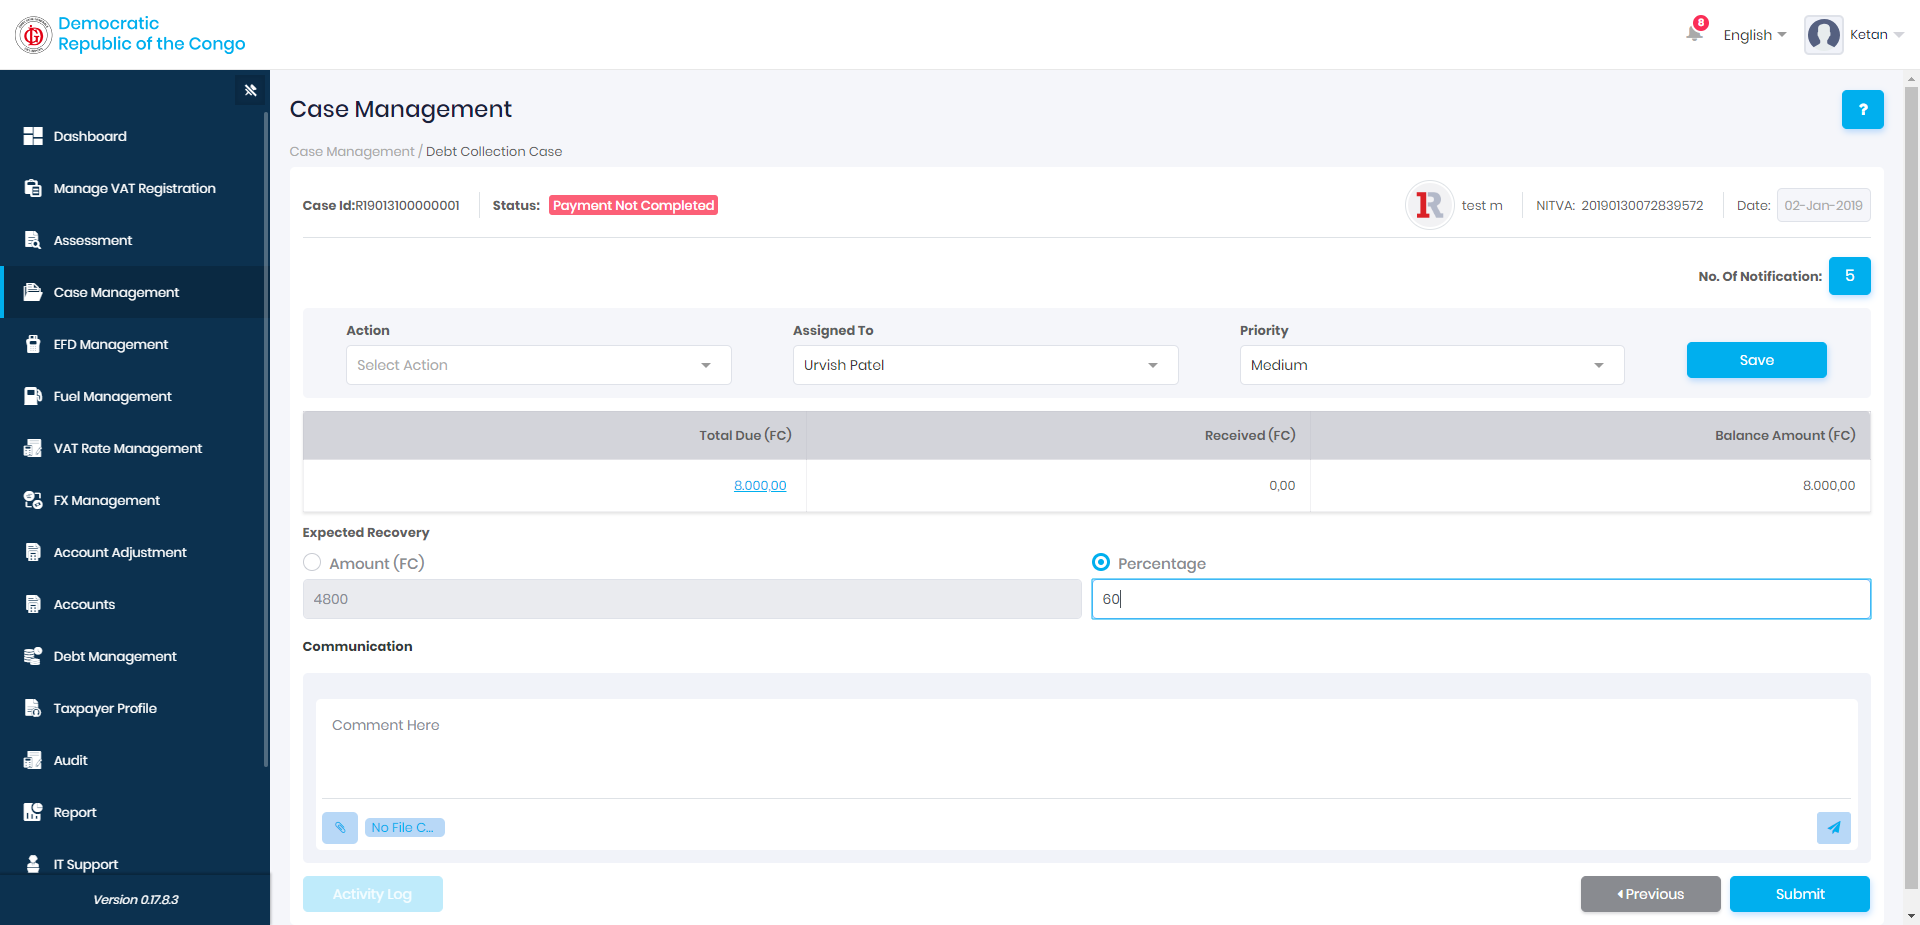 Democratic
Republic of the Congo
8
English
Ketan
Dashboard
Manage VAT Registration
Assessment
Case Management
EFD Management
Fuel Management
VAT Rate Management
FX Management
Account Adjustment
Accounts
Debt Management
Taxpayer Profile
Audit
Report
IT Support
Version 0.17.8.3
Case Management
?
Case Management / Debt Collection Case
Case Id:R19013100000001 Status: Payment Not Completed
1R test m NITVA: 20190130072839572 Date: 02-Jan-2019
No. Of Notification: 5
Action Assigned To Priority
Select Action Urvish Patel Medium Save
Total Due (FC) Received (FC) Balance Amount (FC)
8.000,00 0,00 8.000,00
Expected Recovery
Amount (FC) Percentage
4800 60
Communication
Comment Here
No File C...
Activity Log Previous Submit